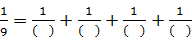 1/9 = 1/( ) + 1/( ) + 1/( ) + 1/( )